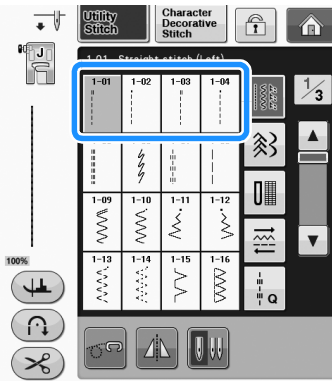 Utility Stitch
Character Decorative Stitch
J
1-01 Straight stitch (Left)
1-01 1-02 1-03 1-04
1/3
1-09 1-10 1-11 1-12
1-13 1-14 1-15 1-16
100%
Q